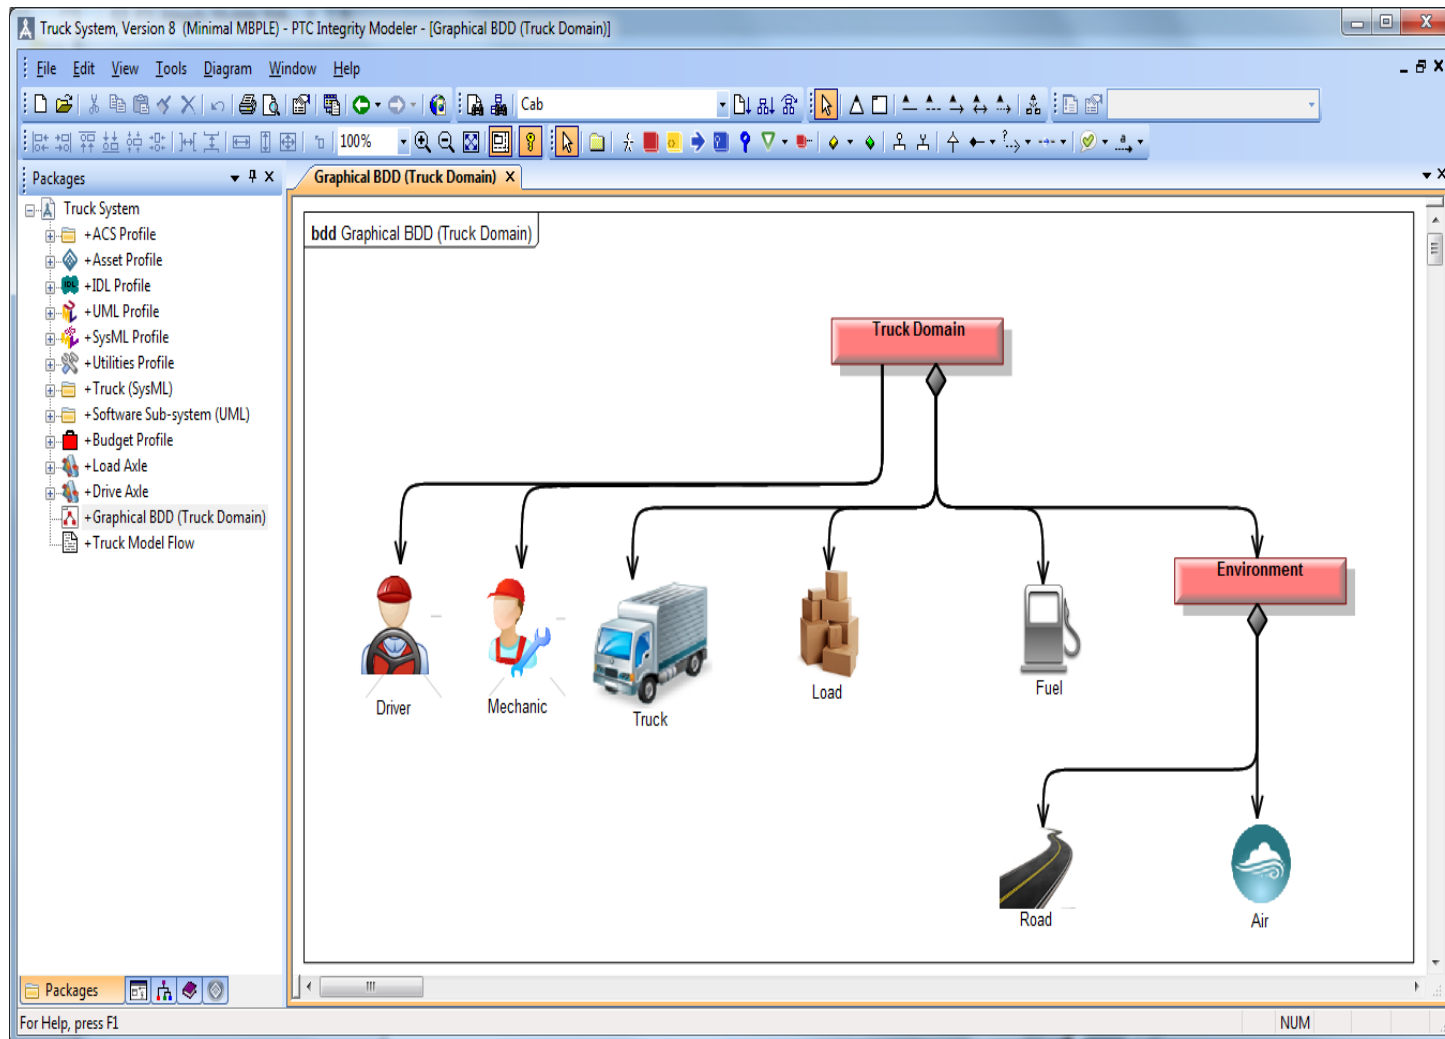 Truck System, Version 8 (Minimal MBPLE) - PTC Integrity Modeler - [Graphical BDD (Truck Domain)]
File Edit View Tools Diagram Window Help
Cab
100%
Packages
Graphical BDD (Truck Domain) X
Truck System
+ACS Profile
+Asset Profile
+IDL Profile
+UML Profile
+SysML Profile
+Utilities Profile
+Truck (SysML)
+Software Sub-system (UML)
+Budget Profile
+Load Axle
+Drive Axle
+Graphical BDD (Truck Domain)
+Truck Model Flow
bdd Graphical BDD (Truck Domain)
Truck Domain
Environment
Driver
Mechanic
Truck
Load
Fuel
Road
Air
Packages
For Help, press F1
NUM